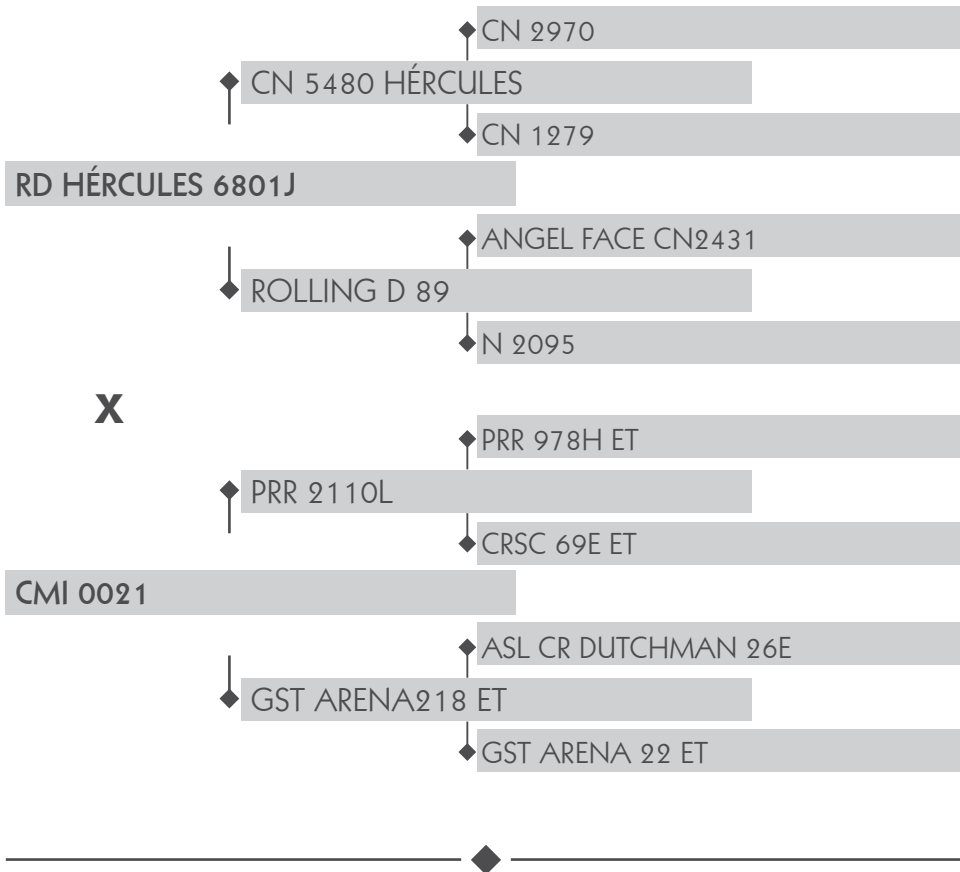 CN 2970
CN 5480 HÉRCULES
CN 1279
RD HÉRCULES 6801J
ANGEL FACE CN2431
ROLLING D 89
N 2095
X
PRR 978H ET
PRR 2110L
CRSC 69E ET
CMI 0021
ASL CR DUTCHMAN 26E
GST ARENA218 ET
GST ARENA 22 ET